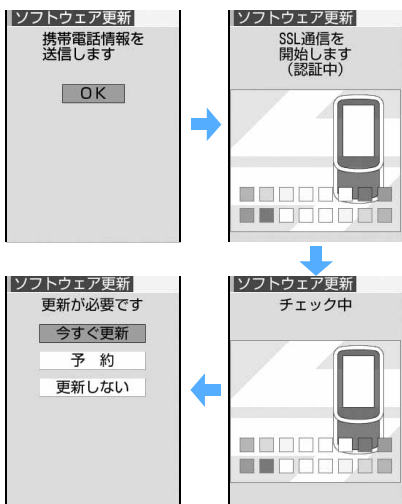 ソフトウェア更新
携帯電話情報を
送信します
OK
ソフトウェア更新
SSL通信を
開始します
(認証中)
ソフトウェア更新
チェック中
ソフトウェア更新
更新が必要です
今すぐ更新
予 約
更新しない